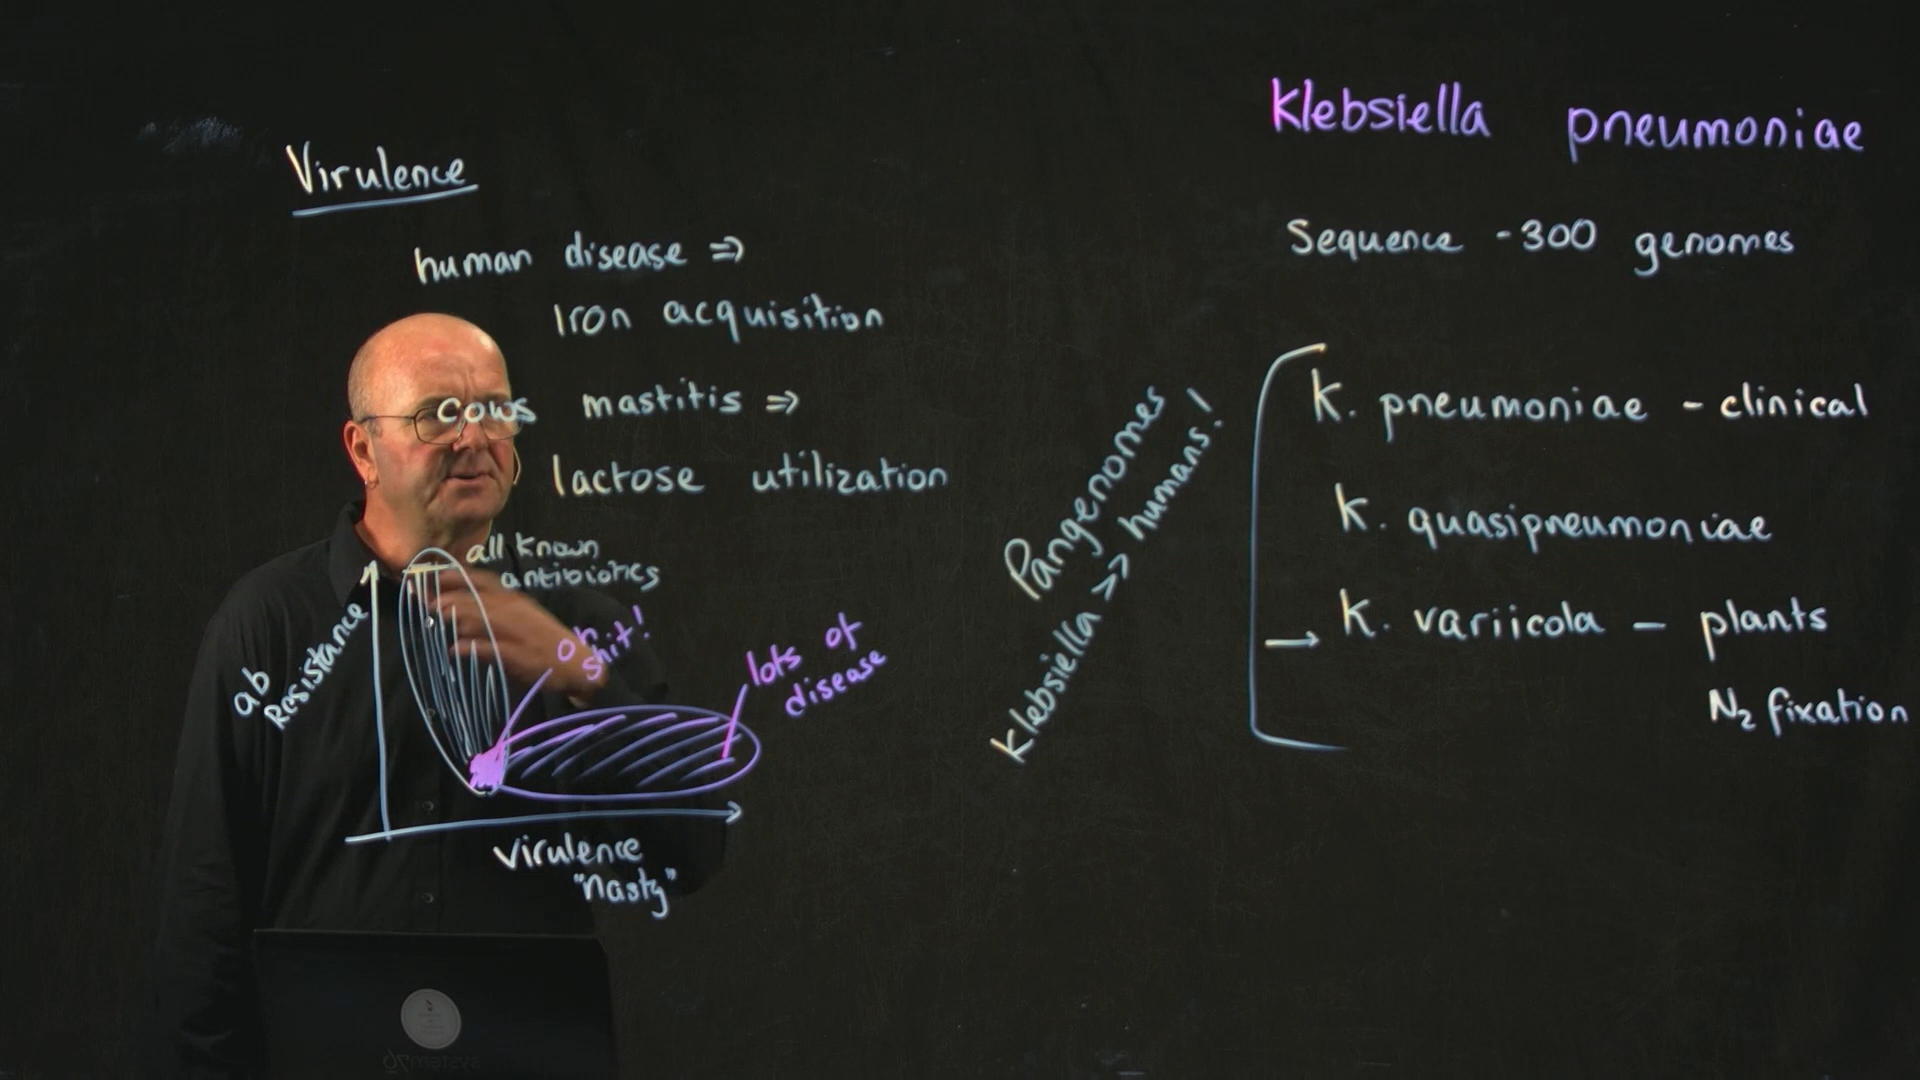 Virulence
human disease ⇒
Iron acquisition
cows mastitis ⇒
lactose utilization
all known
antibiotics
oh
shit!
lots of
disease
ab
Resistance
Virulence
"Nasty"
Pangenomes
Klebsiella >> humans!
Klebsiella pneumoniae
Sequence - 300 genomes
K. pneumoniae - clinical
K. quasipneumoniae
→ K. variicola - plants
N₂ fixation
system76